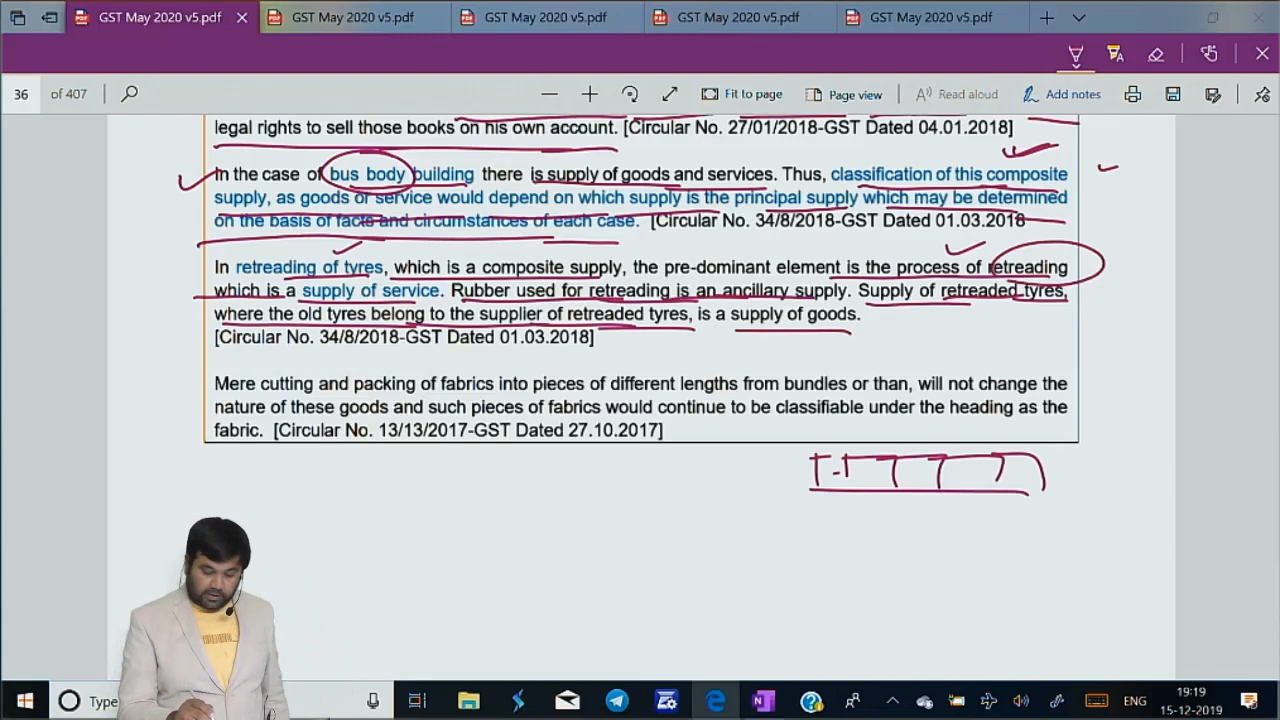 GST May 2020 v5.pdf
GST May 2020 v5.pdf
GST May 2020 v5.pdf
GST May 2020 v5.pdf
GST May 2020 v5.pdf
36 of 407
Fit to page
Page view
Read aloud
Add notes
legal rights to sell those books on his own account. [Circular No. 27/01/2018-GST Dated 04.01.2018]
In the case of bus body building there is supply of goods and services. Thus, classification of this composite
supply, as goods or service would depend on which supply is the principal supply which may be determined
on the basis of facts and circumstances of each case. [Circular No. 34/8/2018-GST Dated 01.03.2018
In retreading of tyres, which is a composite supply, the pre-dominant element is the process of retreading
which is a supply of service. Rubber used for retreading is an ancillary supply. Supply of retreaded tyres,
where the old tyres belong to the supplier of retreaded tyres, is a supply of goods.
[Circular No. 34/8/2018-GST Dated 01.03.2018]
Mere cutting and packing of fabrics into pieces of different lengths from bundles or than, will not change the
nature of these goods and such pieces of fabrics would continue to be classifiable under the heading as the
fabric. [Circular No. 13/13/2017-GST Dated 27.10.2017]
Type
ENG
19:19
15-12-2019